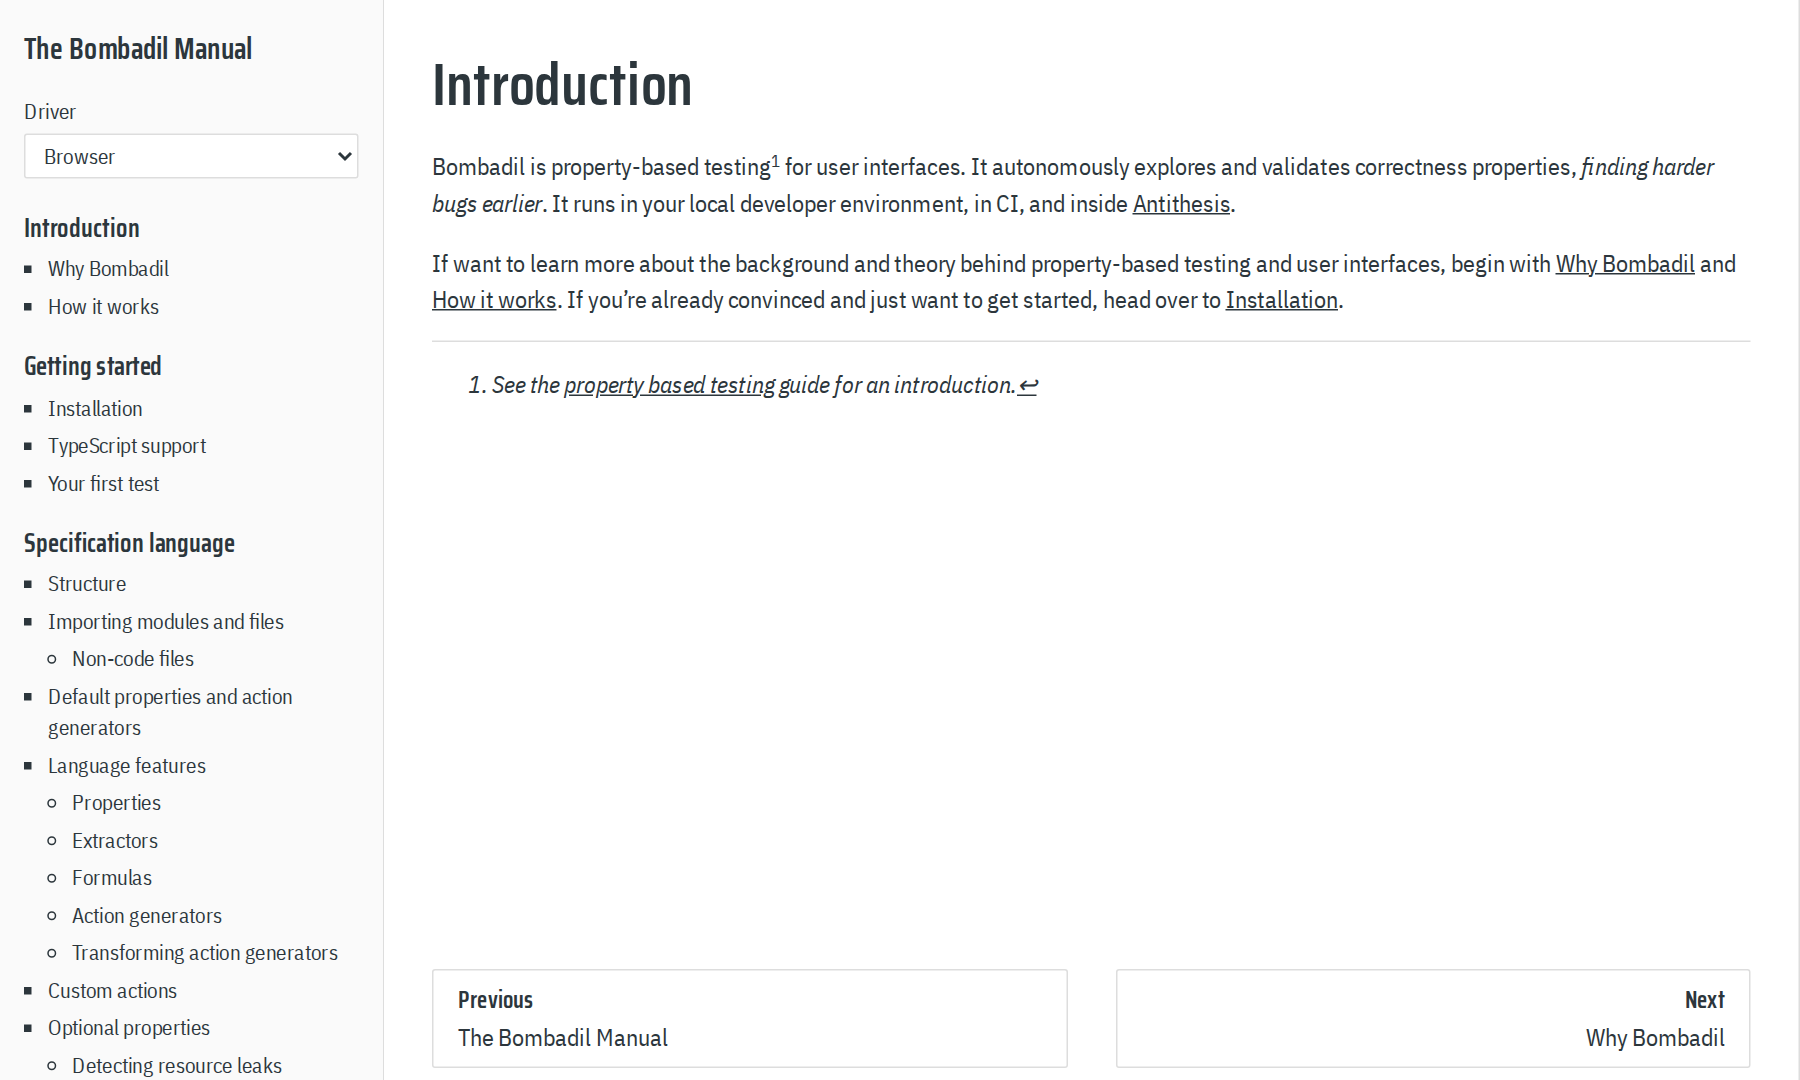 The Bombadil Manual
Driver
Browser
Introduction
Why Bombadil
How it works
Getting started
Installation
TypeScript support
Your first test
Specification language
Structure
Importing modules and files
Non-code files
Default properties and action
generators
Language features
Properties
Extractors
Formulas
Action generators
Transforming action generators
Custom actions
Optional properties
Detecting resource leaks
Introduction
Bombadil is property-based testing1 for user interfaces. It autonomously explores and validates correctness properties, finding harder
bugs earlier. It runs in your local developer environment, in CI, and inside Antithesis.
If want to learn more about the background and theory behind property-based testing and user interfaces, begin with Why Bombadil and
How it works. If you’re already convinced and just want to get started, head over to Installation.
1. See the property based testing guide for an introduction.↩
Previous
The Bombadil Manual
Next
Why Bombadil